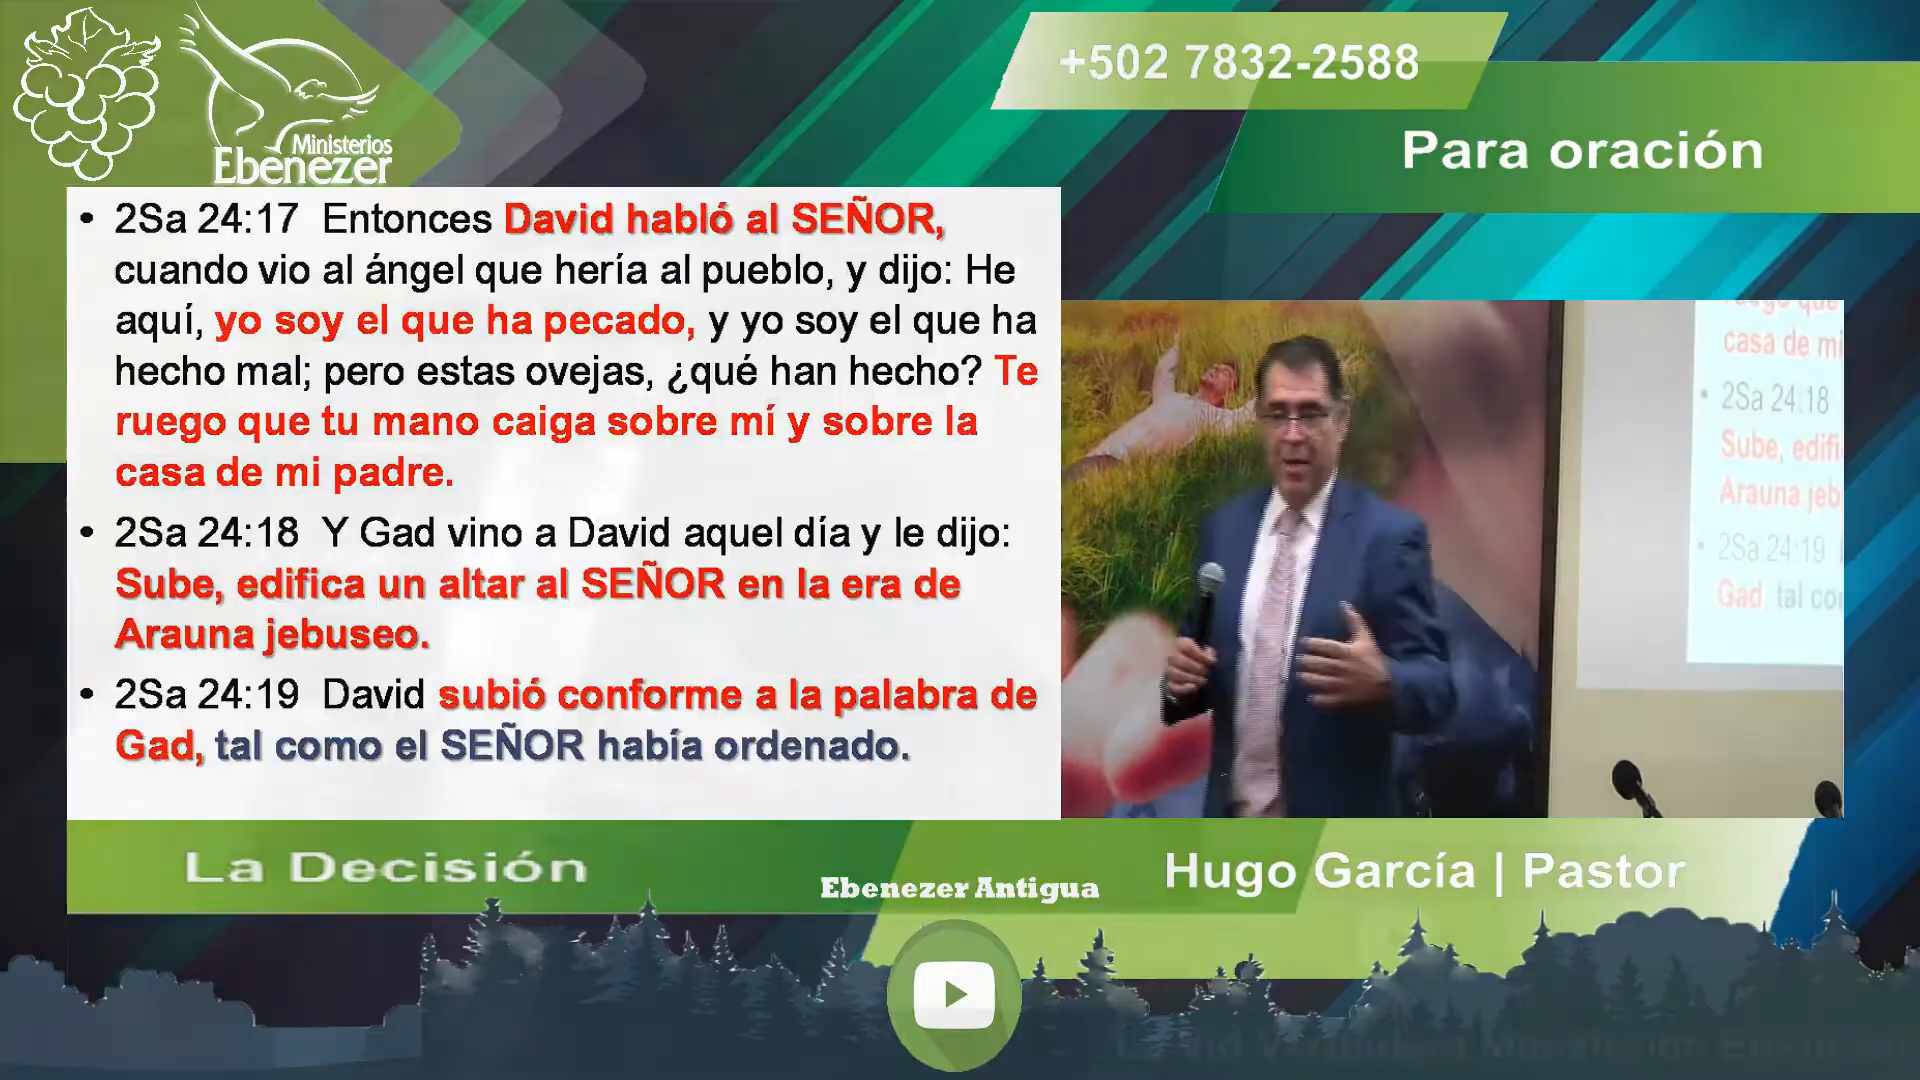 +502 7832-2588
Para oración
Ministerios
Ebenezer
• 2Sa 24:17 Entonces David habló al SEÑOR,
cuando vio al ángel que hería al pueblo, y dijo: He
aquí, yo soy el que ha pecado, y yo soy el que ha
hecho mal; pero estas ovejas, ¿qué han hecho? Te
ruego que tu mano caiga sobre mí y sobre la
casa de mi padre.
• 2Sa 24:18 Y Gad vino a David aquel día y le dijo:
Sube, edifica un altar al SEÑOR en la era de
Arauna jebuseo.
• 2Sa 24:19 David subió conforme a la palabra de
Gad, tal como el SEÑOR había ordenado.
ruego que
casa de mi
• 2Sa 24:18
Sube, edifi
Arauna jeb
• 2Sa 24:19
Gad, tal co
La Decisión
Ebenezer Antigua
Hugo García | Pastor